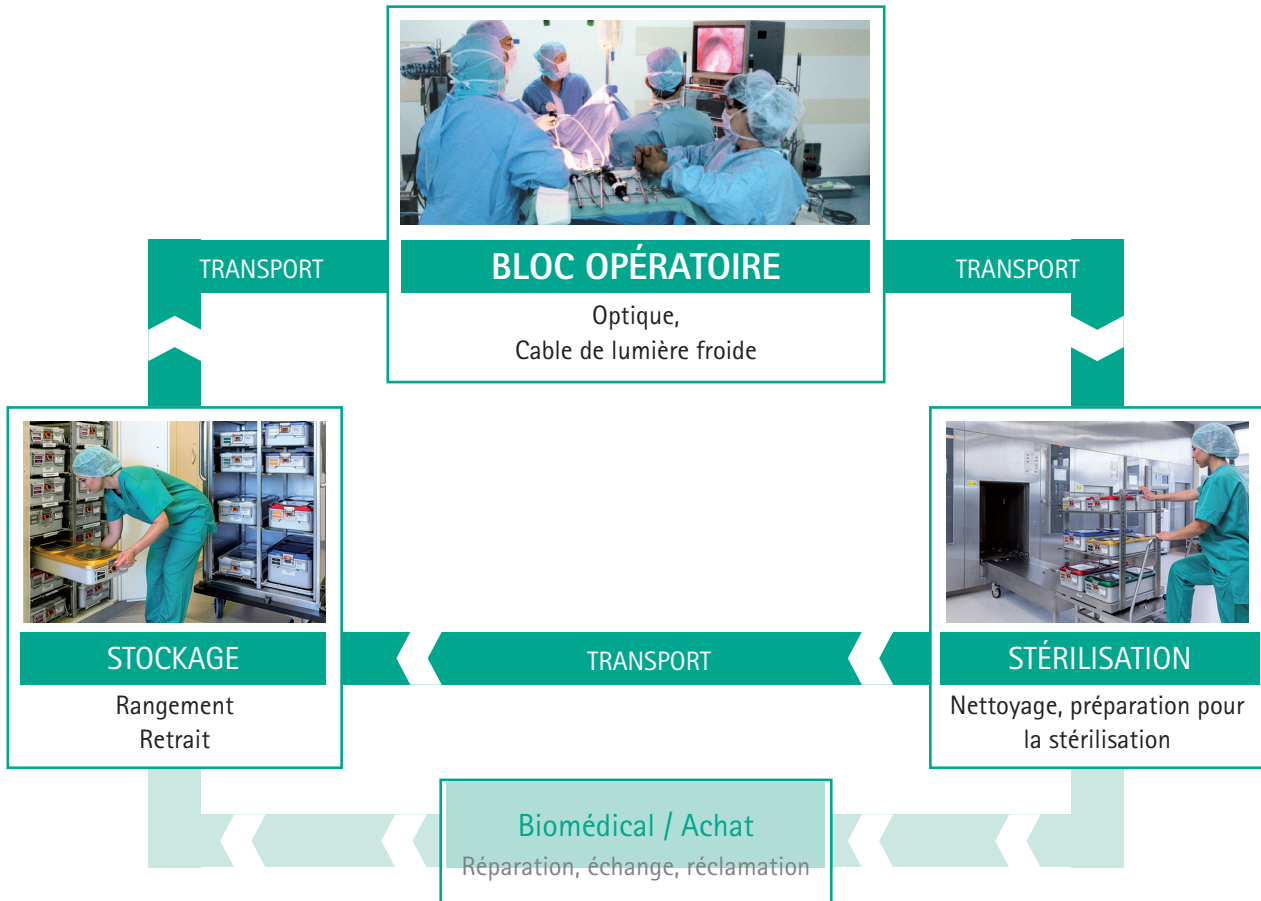 TRANSPORT
BLOC OPÉRATOIRE
TRANSPORT
Optique,
Cable de lumière froide
STOCKAGE
TRANSPORT
STÉRILISATION
Rangement
Retrait
Nettoyage, préparation pour
la stérilisation
Biomédical / Achat
Réparation, échange, réclamation